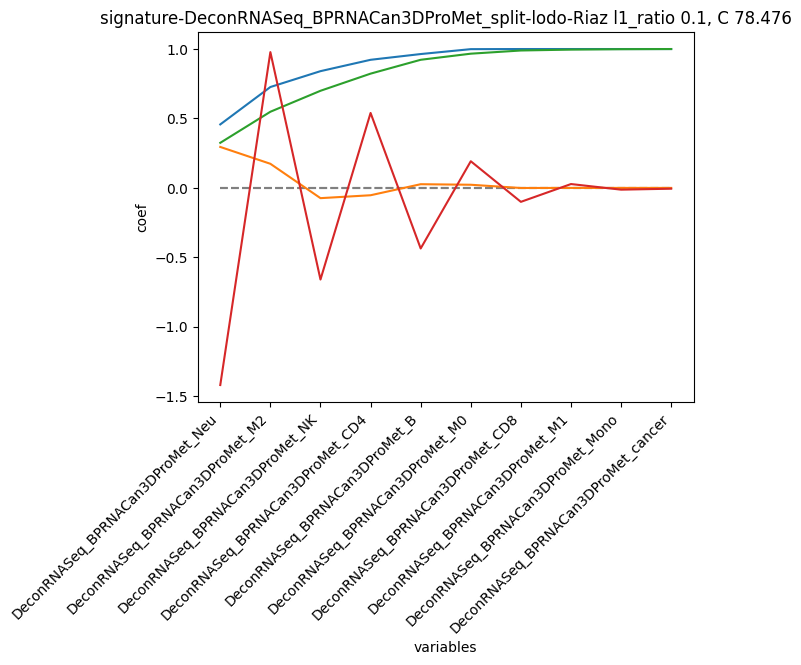 signature-DeconRNASeq_BPRNACan3DProMet_split-lodo-Riaz l1_ratio 0.1, C 78.476
1.0
0.5
0.0
−0.5
−1.0
−1.5
coef
DeconRNASeq_BPRNACan3DProMet_Neu
DeconRNASeq_BPRNACan3DProMet_M2
DeconRNASeq_BPRNACan3DProMet_NK
DeconRNASeq_BPRNACan3DProMet_CD4
DeconRNASeq_BPRNACan3DProMet_B
DeconRNASeq_BPRNACan3DProMet_M0
DeconRNASeq_BPRNACan3DProMet_CD8
DeconRNASeq_BPRNACan3DProMet_M1
DeconRNASeq_BPRNACan3DProMet_Mono
DeconRNASeq_BPRNACan3DProMet_cancer
variables